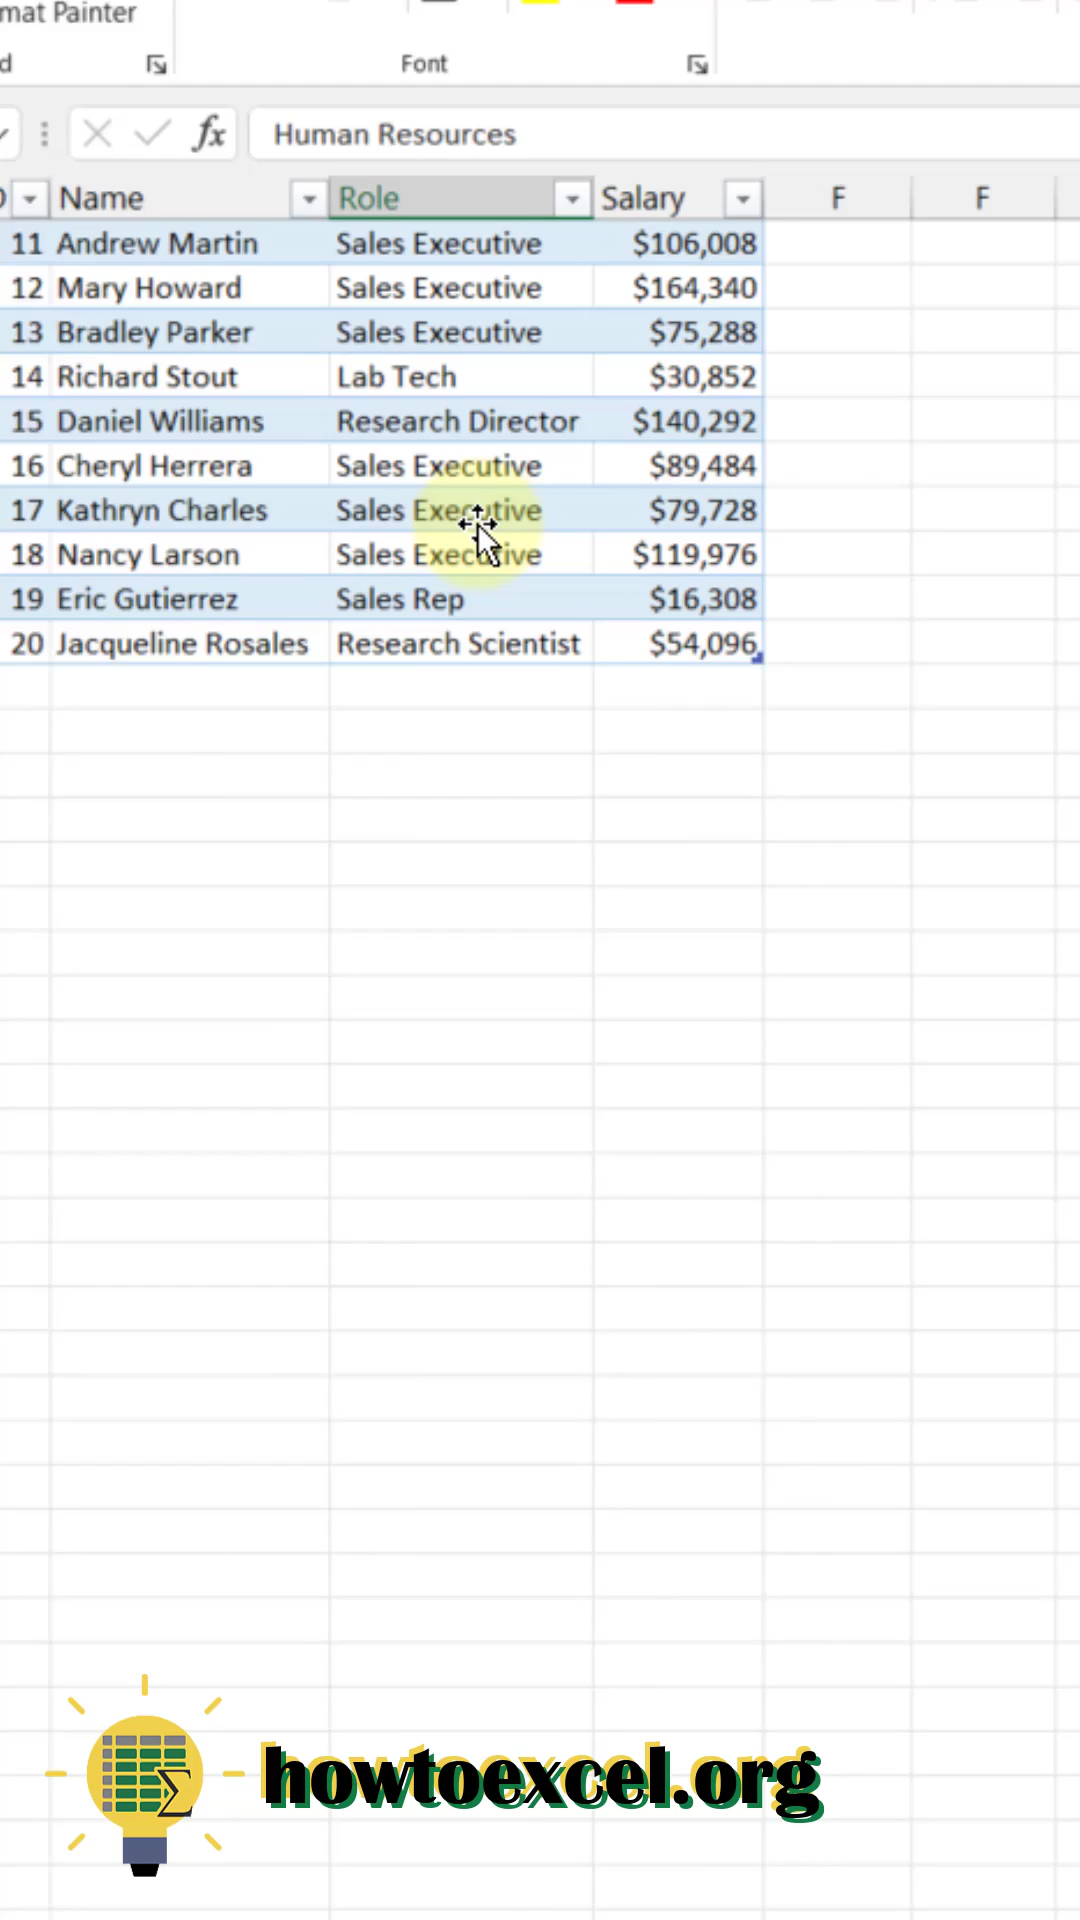 mat Painter
d
Font
fx Human Resources
Name Role Salary F F
11 Andrew Martin Sales Executive $106,008
12 Mary Howard Sales Executive $164,340
13 Bradley Parker Sales Executive $75,288
14 Richard Stout Lab Tech $30,852
15 Daniel Williams Research Director $140,292
16 Cheryl Herrera Sales Executive $89,484
17 Kathryn Charles Sales Executive $79,728
18 Nancy Larson Sales Executive $119,976
19 Eric Gutierrez Sales Rep $16,308
20 Jacqueline Rosales Research Scientist $54,096
Σ
howtoexcel.org